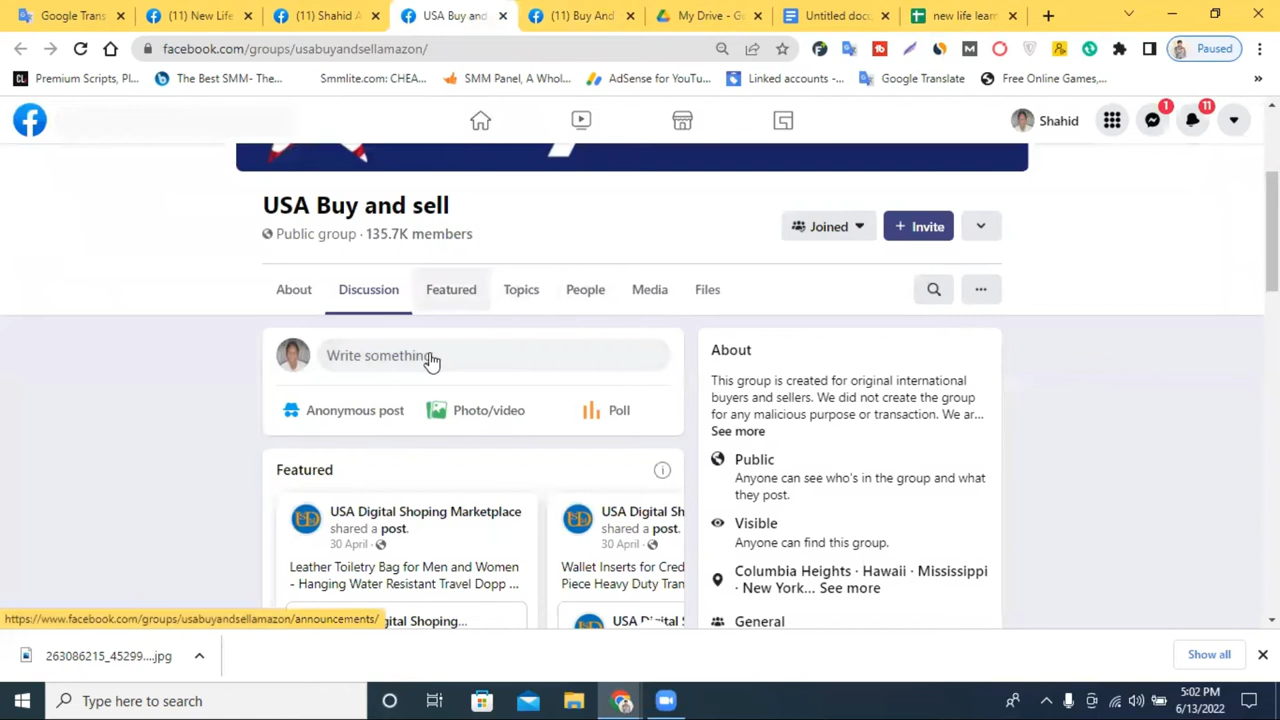 Google Trans
(11) New Life
(11) Shahid A
USA Buy and
(11) Buy And
My Drive - G
Untitled docu
new life learn
facebook.com/groups/usabuyandsellamazon/
Paused
Premium Scripts, Pl...
The Best SMM- The...
Smmlite.com: CHEA...
SMM Panel, A Whol...
AdSense for YouTu...
Linked accounts -...
Google Translate
Free Online Games,...
»
Shahid
1
11
USA Buy and sell
Public group · 135.7K members
Joined
+ Invite
About
Discussion
Featured
Topics
People
Media
Files
Write something
Anonymous post
Photo/video
Poll
Featured
USA Digital Shoping Marketplace
shared a post.
30 April ·
Leather Toiletry Bag for Men and Women
- Hanging Water Resistant Travel Dopp ...
igital Shoping...
USA Digital Sh
shared a post.
30 April ·
Wallet Inserts for Cred
Piece Heavy Duty Tran
USA Digital S
About
This group is created for original international
buyers and sellers. We did not create the group
for any malicious purpose or transaction. We ar...
See more
Public
Anyone can see who's in the group and what
they post.
Visible
Anyone can find this group.
Columbia Heights · Hawaii · Mississippi
· New York... See more
General
https://www.facebook.com/groups/usabuyandsellamazon/announcements/
263086215_45299....jpg
Show all
Type here to search
5:02 PM
6/13/2022